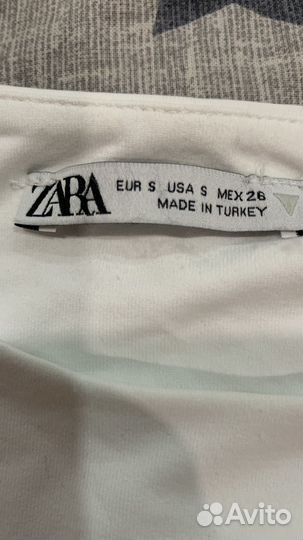 ZARA
EUR S USA S MEX 26
MADE IN TURKEY
Avito